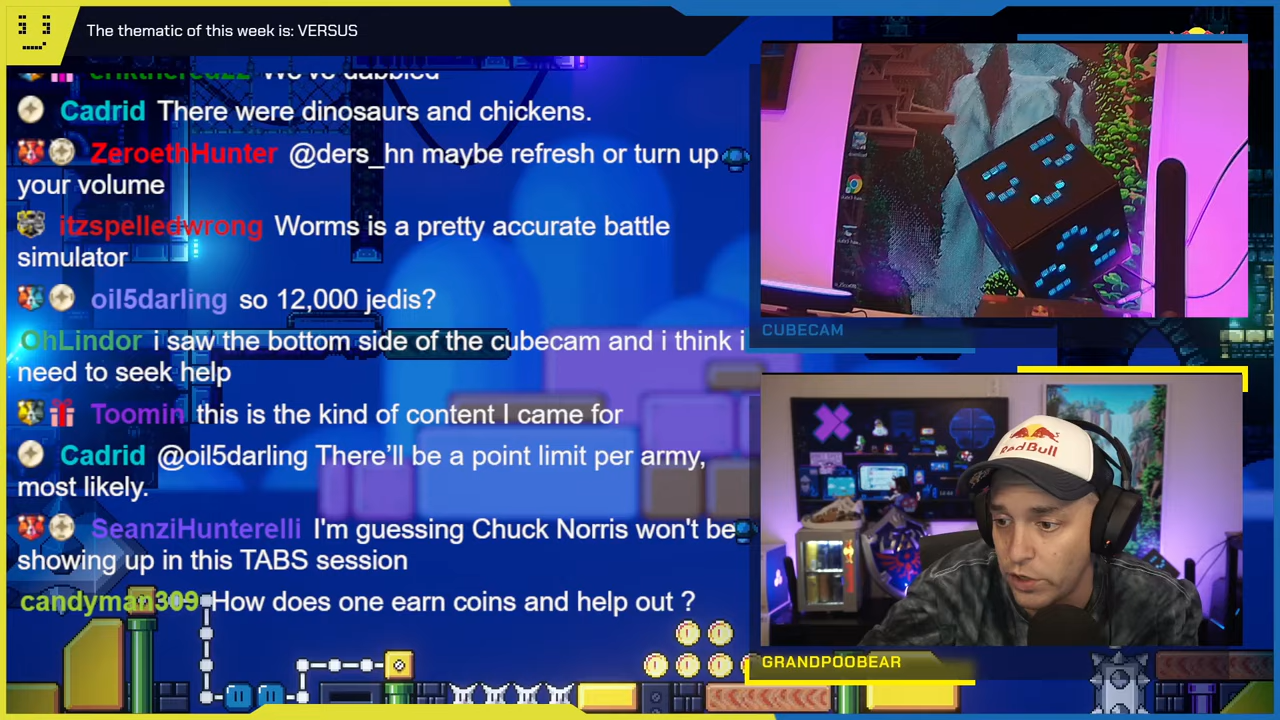 The thematic of this week is: VERSUS
We've dabbled
Cadrid There were dinosaurs and chickens.
ZeroethHunter @ders_hn maybe refresh or turn up
your volume
itzspelledwrong Worms is a pretty accurate battle
simulator
oil5darling so 12,000 jedis?
OhLindor i saw the bottom side of the cubecam and i think i
need to seek help
Toomin this is the kind of content I came for
Cadrid @oil5darling There'll be a point limit per army,
most likely.
SeanziHunterelli I'm guessing Chuck Norris won't be
showing up in this TABS session
candyman309 How does one earn coins and help out ?
CUBECAM
RedBull
GRANDPOOBEAR